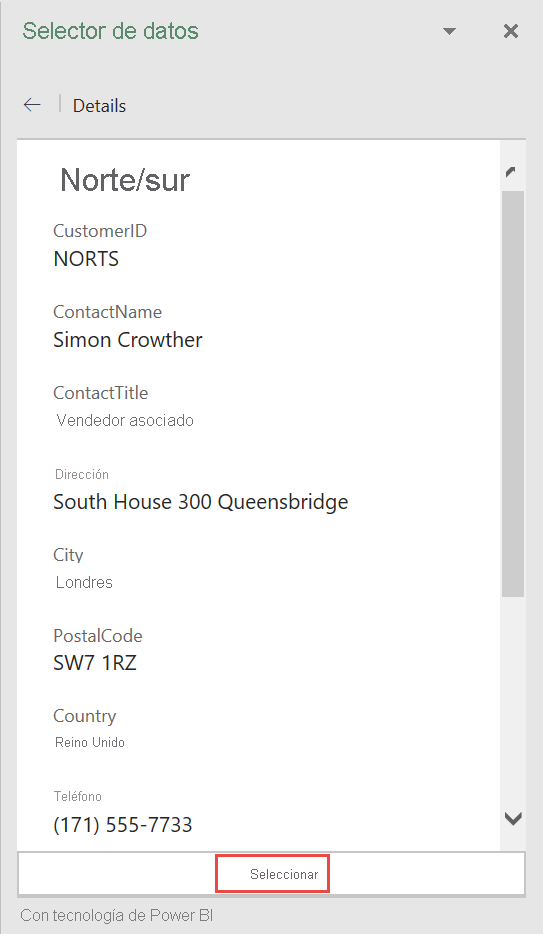 Selector de datos
Details
Norte/sur
CustomerID
NORTS
ContactName
Simon Crowther
ContactTitle
Vendedor asociado
Dirección
South House 300 Queensbridge
City
Londres
PostalCode
SW7 1RZ
Country
Reino Unido
Teléfono
(171) 555-7733
Seleccionar
Con tecnología de Power BI